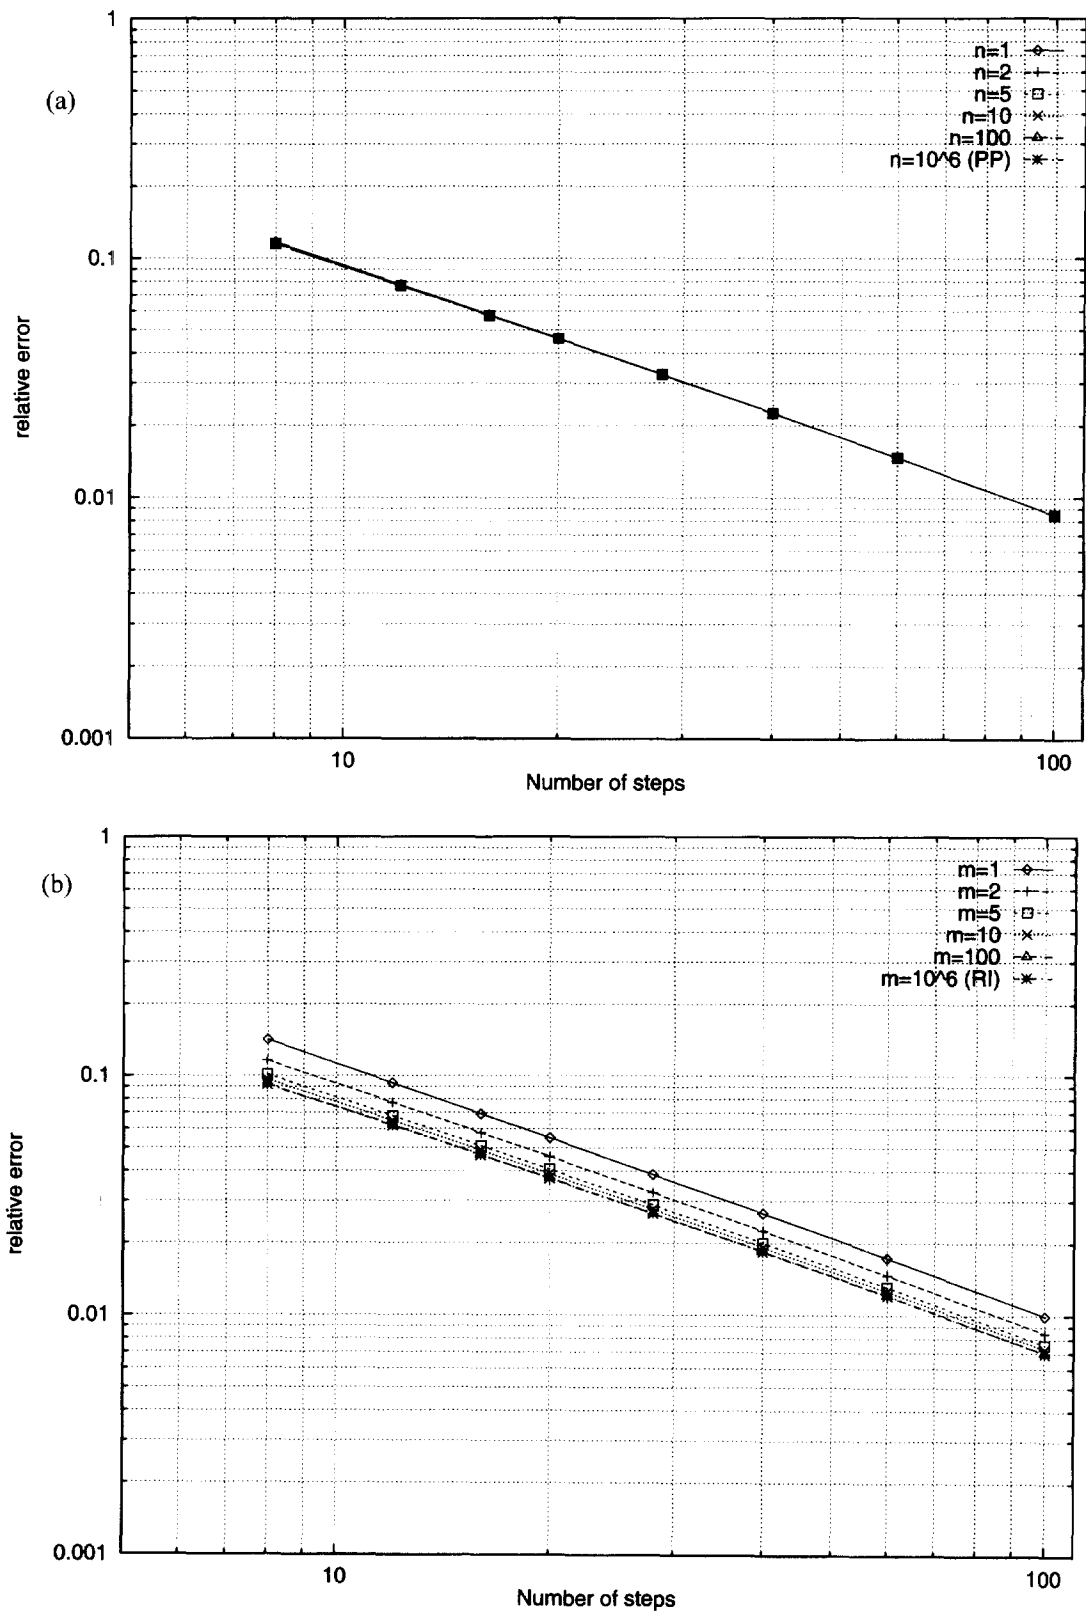 (a)
1
0.1
0.01
0.001
relative error
n=1
n=2
n=5
n=10
n=100
n=10^6 (PP)
10
100
Number of steps
(b)
1
0.1
0.01
0.001
relative error
m=1
m=2
m=5
m=10
m=100
m=10^6 (RI)
10
100
Number of steps